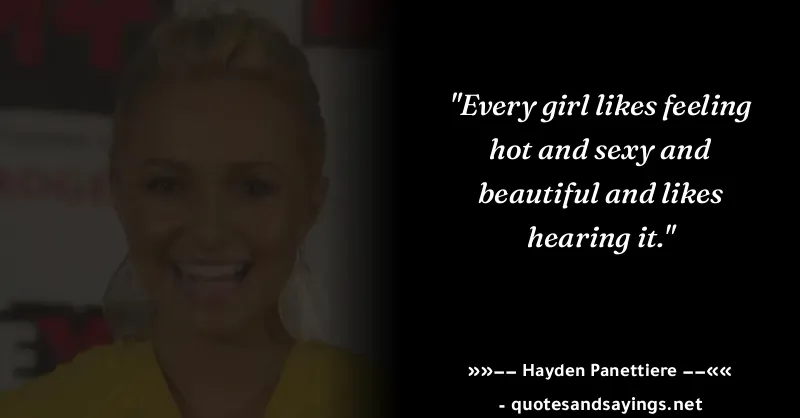 "Every girl likes feeling
hot and sexy and
beautiful and likes
hearing it."
»»−− Hayden Panettiere −−««
- quotesandsayings.net